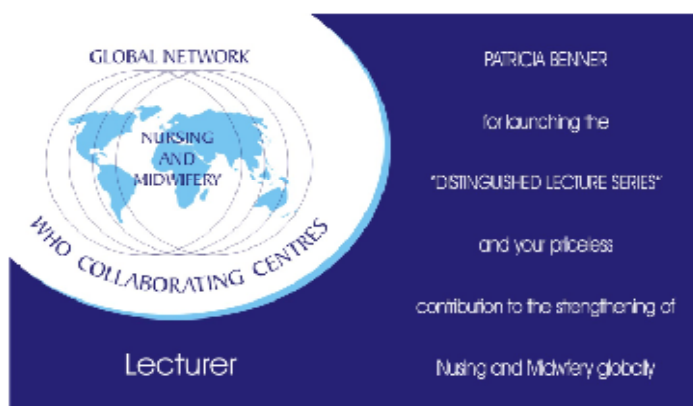 GLOBAL NETWORK
NURSING
AND
MIDWIFERY
WHO COLLABORATING CENTRES
Lecturer
PATRICIA BENNER
for launching the
"DISTINGUISHED LECTURE SERIES"
and your priceless
contribution to the strengthening of
Nusing and Midwifery globally